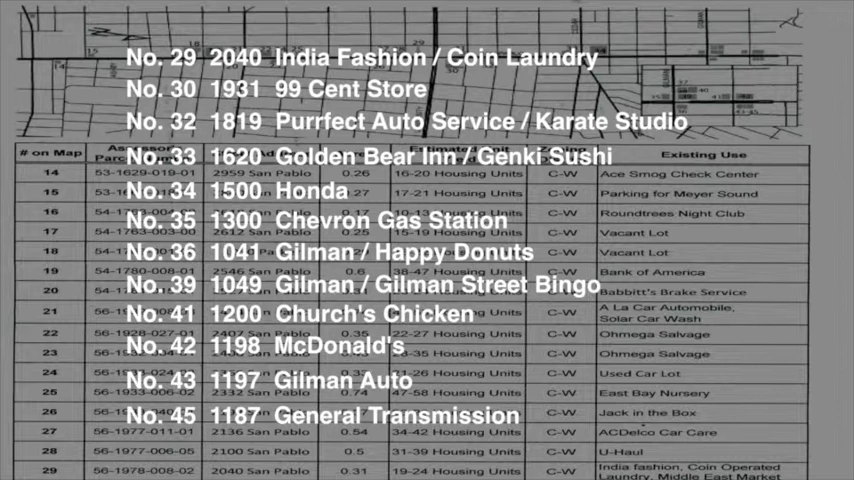 No. 29 2040 India Fashion / Coin Laundry
No. 30 1931 99 Cent Store
No. 32 1819 Purrfect Auto Service / Karate Studio
No. 33 1620 Golden Bear Inn / Genki Sushi
No. 34 1500 Honda
No. 35 1300 Chevron Gas Station
No. 36 1041 Gilman / Happy Donuts
No. 39 1049 Gilman / Gilman Street Bingo
No. 41 1200 Church's Chicken
No. 42 1198 McDonald's
No. 43 1197 Gilman Auto
No. 45 1187 General Transmission
# on Map Existing Use
14 53-1629-019-01 2959 San Pablo 0.26 16-20 Housing Units C-W Ace Smog Check Center
15 17-21 Housing Units C-W Parking for Meyer Sound
16 C-W Roundtrees Night Club
17 2612 San Pablo 0.25 15-19 Housing Units C-W Vacant Lot
18 C-W Vacant Lot
19 54-1780-008-01 2546 San Pablo 0.6 38-47 Housing Units C-W Bank of America
20 C-W Babbitt's Brake Service
21 C-W A La Car Automobile,
Solar Car Wash
22 56-1928-027-01 2407 San Pablo 0.35 22-27 Housing Units C-W Ohmega Salvage
23 28-35 Housing Units C-W Ohmega Salvage
24 21-26 Housing Units C-W Used Car Lot
25 56-1933-006-02 2332 San Pablo 0.74 47-58 Housing Units C-W East Bay Nursery
26 Housing Units C-W Jack in the Box
27 56-1977-011-01 2136 San Pablo 0.54 34-42 Housing Units C-W ACDelco Car Care
28 56-1977-006-05 2100 San Pablo 0.5 31-39 Housing Units C-W U-Haul
29 56-1978-008-02 2040 San Pablo 0.31 19-24 Housing Units C-W India fashion, Coin Operated
Laundry, Middle East Market